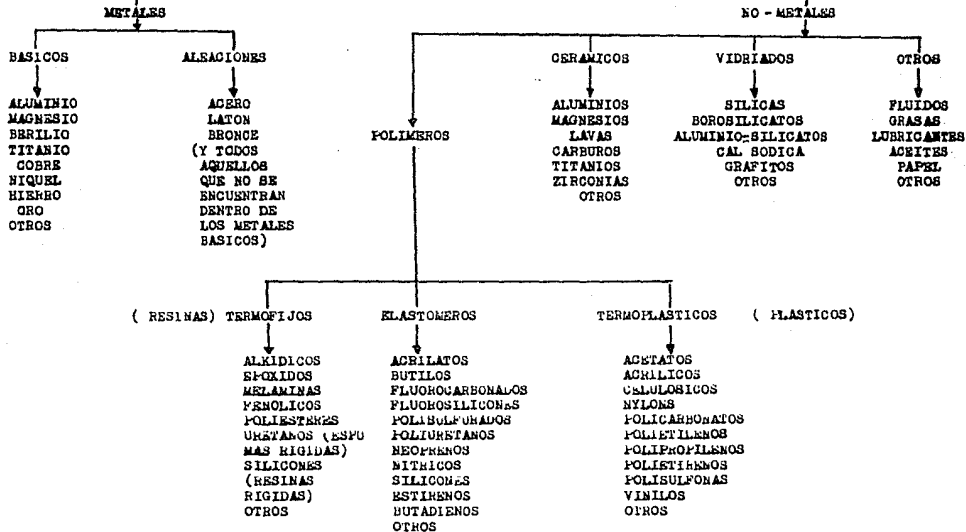 METALES
NO - METALES
BASICOS
ALEACIONES
CERAMICOS
VIDRIADOS
OTROS
ALUMINIO
MAGNESIO
BERILIO
TITANIO
COBRE
NIQUEL
HIERRO
ORO
OTROS
ACERO
LATON
BRONCE
(Y TODOS
AQUELLOS
QUE NO SE
ENCUENTRAN
DENTRO DE
LOS METALES
BASICOS)
POLIMEROS
ALUMINIOS
MAGNESIOS
LAVAS
CARBUROS
TITANIOS
ZIRCONIAS
OTROS
SILICAS
BOROSILICATOS
ALUMINIO-SILICATOS
CAL SODICA
GRAFITOS
OTROS
FLUIDOS
GRASAS
LUBRICANTES
ACEITES
PAPEL
OTROS
( RESINAS) TERMOFIJOS
ELASTOMEROS
TERMOPLASTICOS ( PLASTICOS)
ALKIDICOS
EPOXIDOS
MELAMINAS
FENOLICOS
POLIESTERES
URETANOS (ESPU
MAS RIGIDAS)
SILICONES
(RESINAS
RIGIDAS)
OTROS
ACRILATOS
BUTILOS
FLUOROCARBONADOS
FLUOROSILICONES
POLISULFURADOS
POLIURETANOS
NEOPRENOS
NITRICOS
SILICONES
ESTIRENOS
BUTADIENOS
OTROS
ACETATOS
ACRILICOS
CELULOSICOS
NYLONS
POLICARBONATOS
POLIETILENOS
POLIPROPILENOS
POLIETIRENOS
POLISULFONAS
VINILOS
OTROS